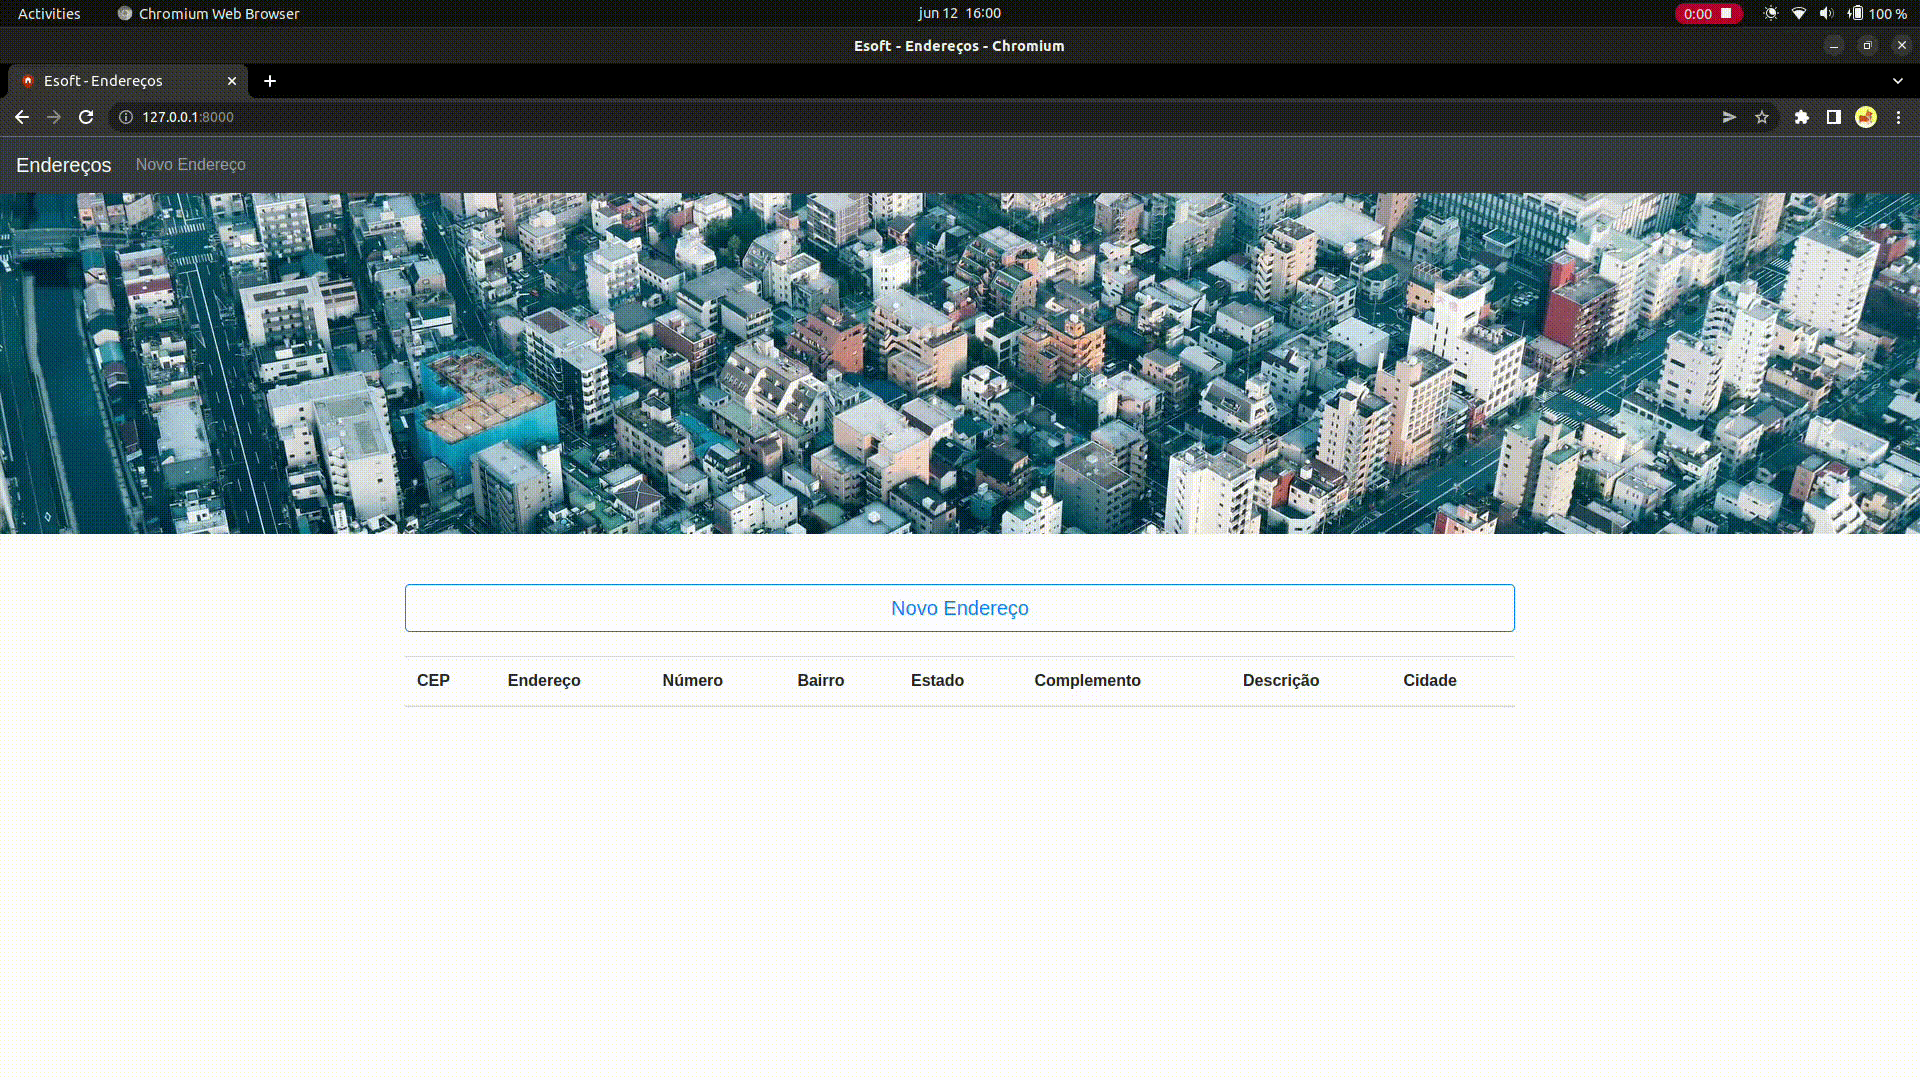 Activities Chromium Web Browser jun 12 16:00 0:00 100 %
Esoft - Endereços - Chromium
Esoft - Endereços
127.0.0.1:8000
Endereços Novo Endereço
Novo Endereço
CEP Endereço Número Bairro Estado Complemento Descrição Cidade